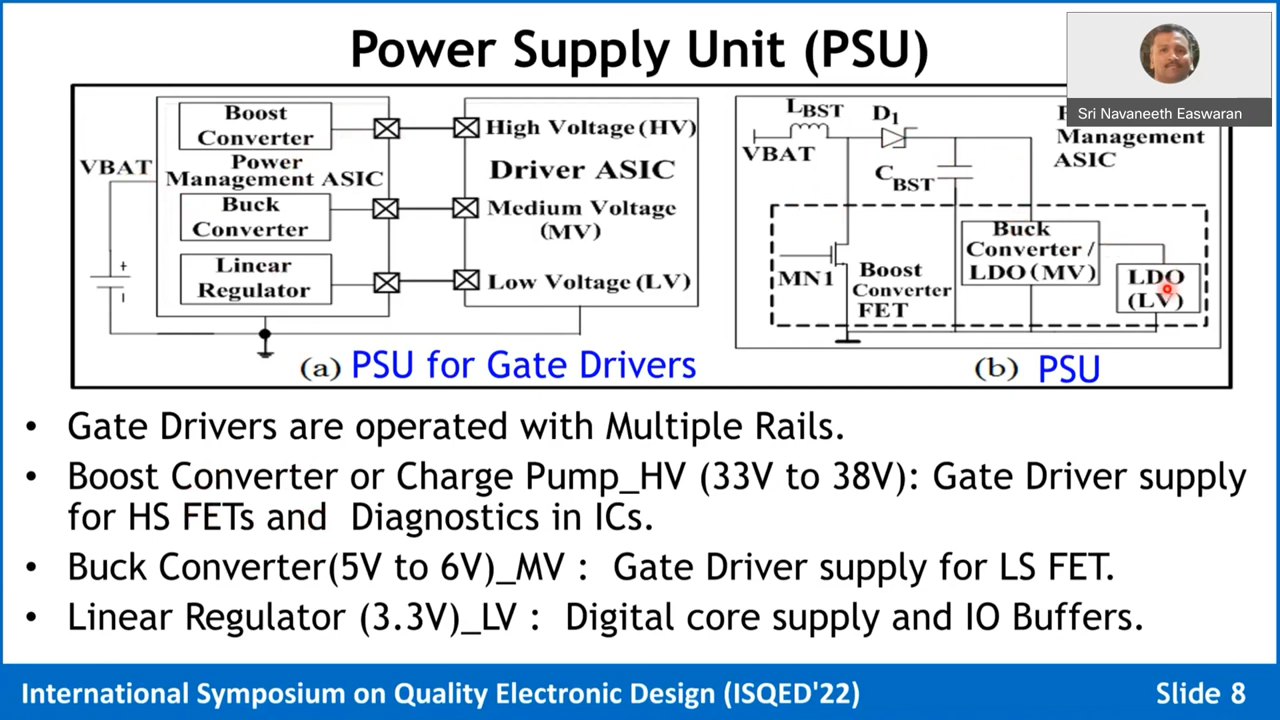 Power Supply Unit (PSU)
Sri Navaneeth Easwaran
Boost
Converter
VBAT
Power
Management ASIC
Buck
Converter
Linear
Regulator
+
High Voltage (HV)
Driver ASIC
Medium Voltage
(MV)
Low Voltage (LV)
(a) PSU for Gate Drivers
LBST
D1
VBAT
CBST
Management
ASIC
MN1
Boost
Converter
FET
Buck
Converter /
LDO (MV)
LDO
(LV)
(b) PSU
• Gate Drivers are operated with Multiple Rails.
• Boost Converter or Charge Pump_HV (33V to 38V): Gate Driver supply
for HS FETs and Diagnostics in ICs.
• Buck Converter(5V to 6V)_MV : Gate Driver supply for LS FET.
• Linear Regulator (3.3V)_LV : Digital core supply and IO Buffers.
International Symposium on Quality Electronic Design (ISQED'22)
Slide 8